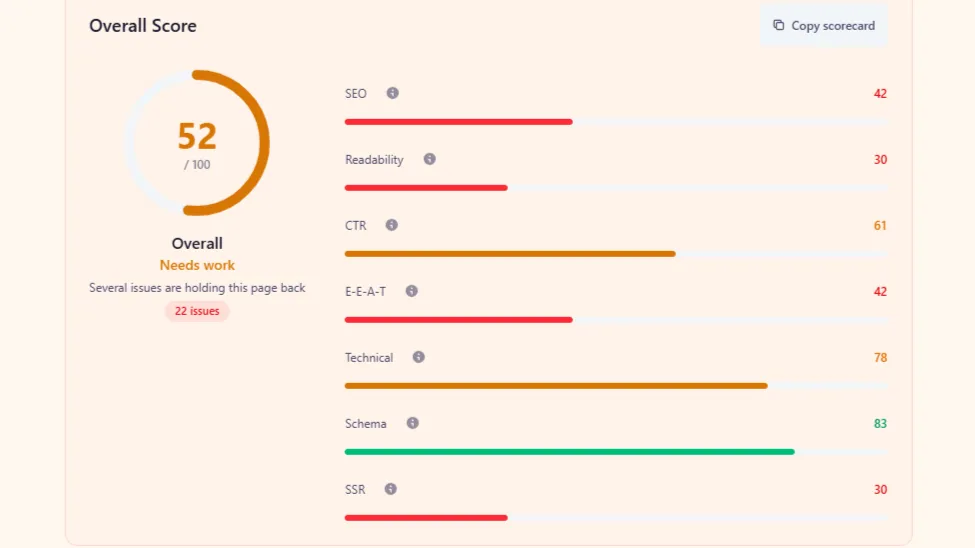 Overall Score
Copy scorecard
52
/ 100
Overall
Needs work
Several issues are holding this page back
22 issues
SEO 42
Readability 30
CTR 61
E-E-A-T 42
Technical 78
Schema 83
SSR 30